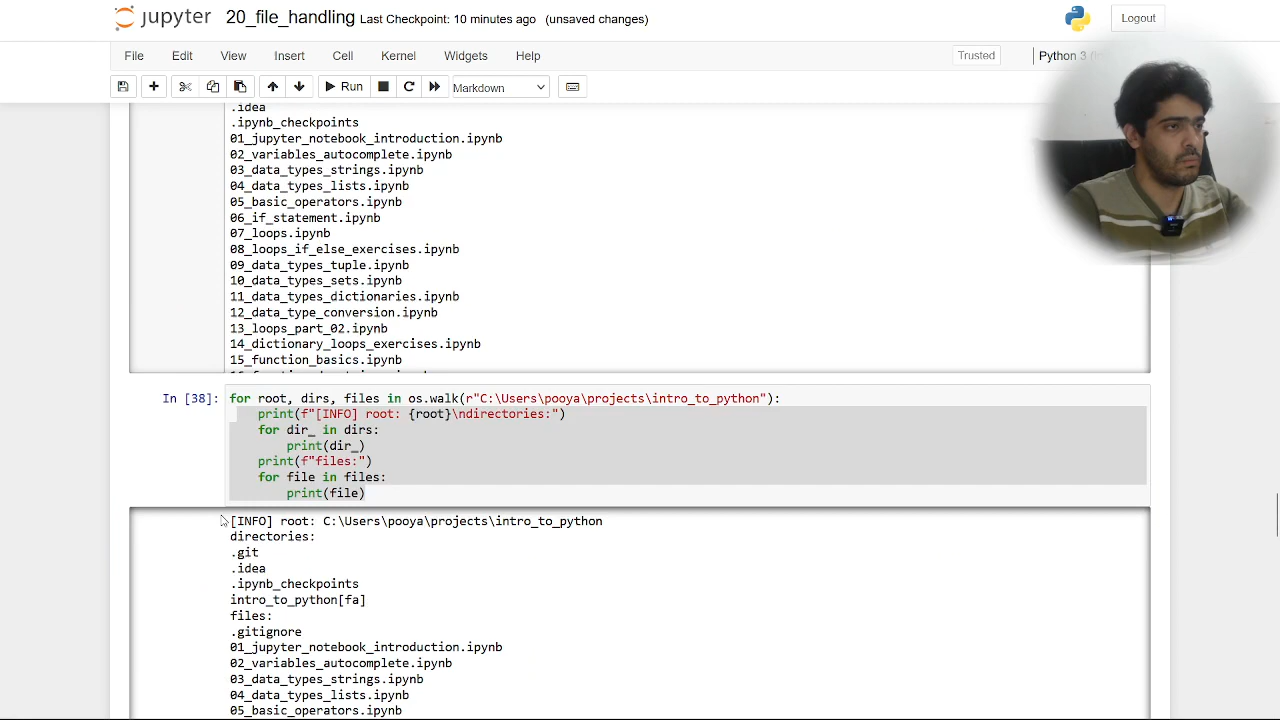 jupyter 20_file_handling Last Checkpoint: 10 minutes ago (unsaved changes) Logout
File Edit View Insert Cell Kernel Widgets Help Trusted Python 3
Run Markdown
.idea
.ipynb_checkpoints
01_jupyter_notebook_introduction.ipynb
02_variables_autocomplete.ipynb
03_data_types_strings.ipynb
04_data_types_lists.ipynb
05_basic_operators.ipynb
06_if_statement.ipynb
07_loops.ipynb
08_loops_if_else_exercises.ipynb
09_data_types_tuple.ipynb
10_data_types_sets.ipynb
11_data_types_dictionaries.ipynb
12_data_type_conversion.ipynb
13_loops_part_02.ipynb
14_dictionary_loops_exercises.ipynb
15_function_basics.ipynb
In [38]: for root, dirs, files in os.walk(r"C:\Users\pooya\projects\intro_to_python"):
print(f"[INFO] root: {root}\ndirectories:")
for dir_ in dirs:
print(dir_)
print(f"files:")
for file in files:
print(file)
[INFO] root: C:\Users\pooya\projects\intro_to_python
directories:
.git
.idea
.ipynb_checkpoints
intro_to_python[fa]
files:
.gitignore
01_jupyter_notebook_introduction.ipynb
02_variables_autocomplete.ipynb
03_data_types_strings.ipynb
04_data_types_lists.ipynb
05_basic_operators.ipynb